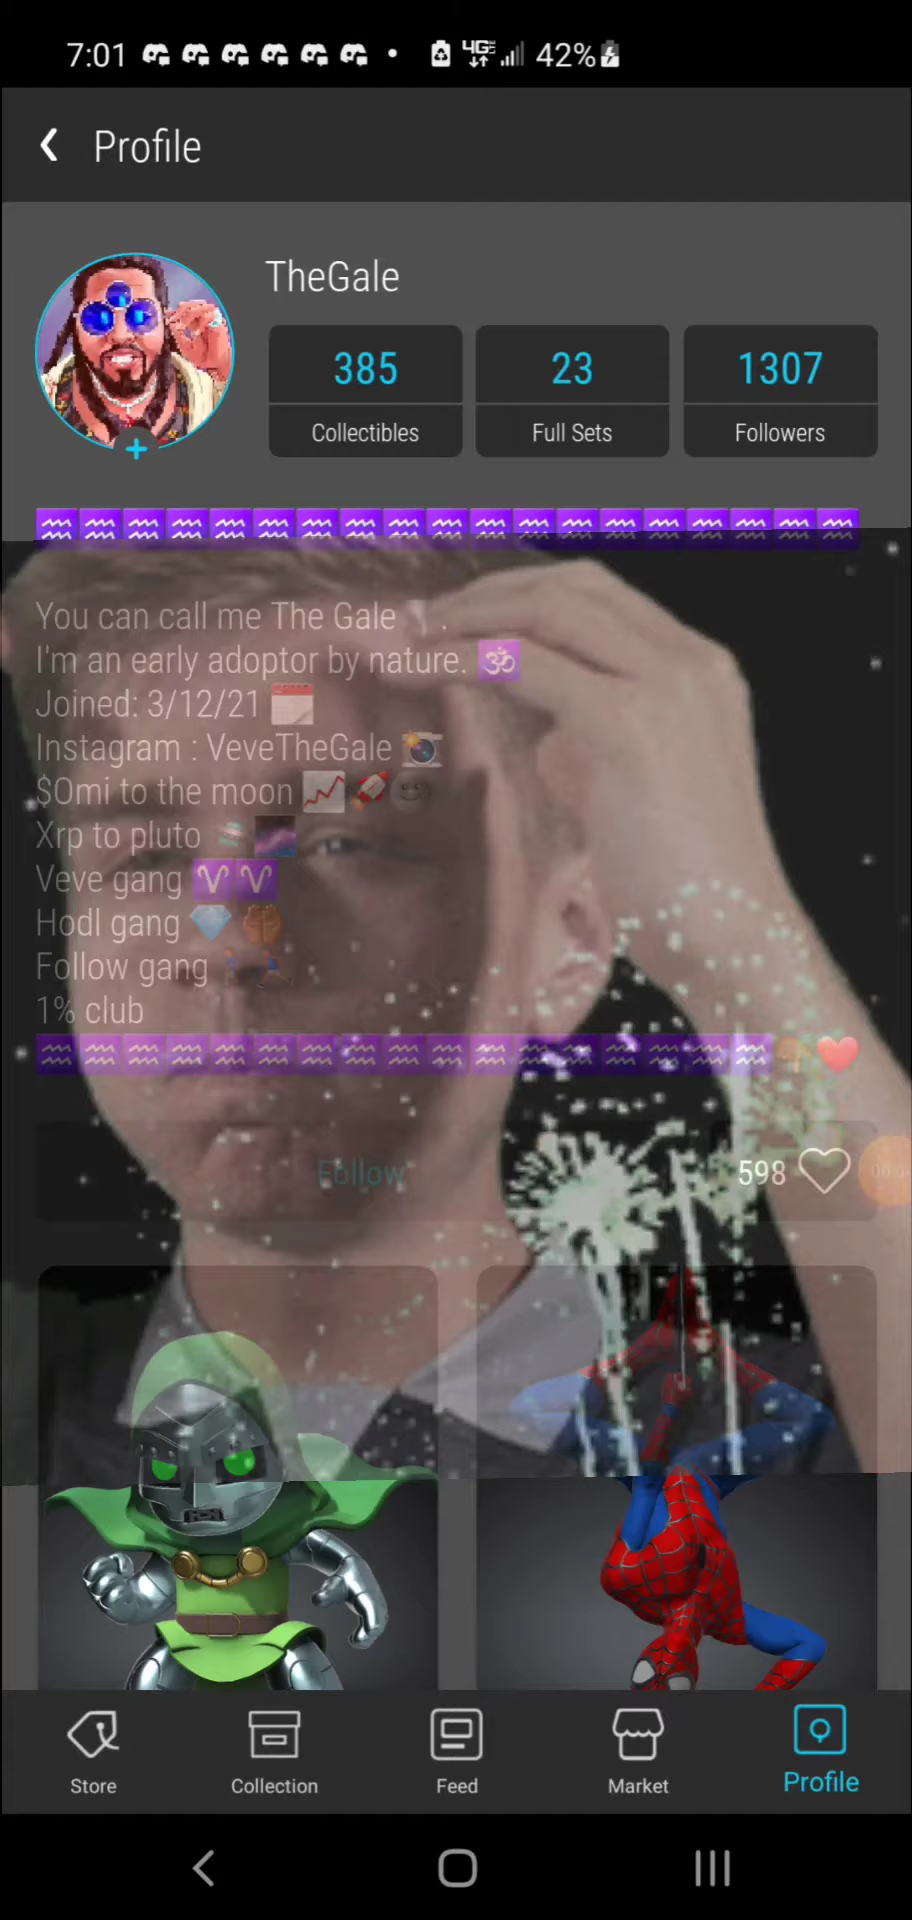 7:01 4G 42%
Profile
TheGale
385 23 1307
Collectibles Full Sets Followers
You can call me The Gale .
I'm an early adoptor by nature. 🕉
Joined: 3/12/21 🗓
Instagram : VeveTheGale 📸
$Omi to the moon 📈🚀🌚
Xrp to pluto 🛸🌌
Veve gang ♈♈
Hodl gang 💎🤲🏾
Follow gang
1% club
Follow 598
Store Collection Feed Market Profile